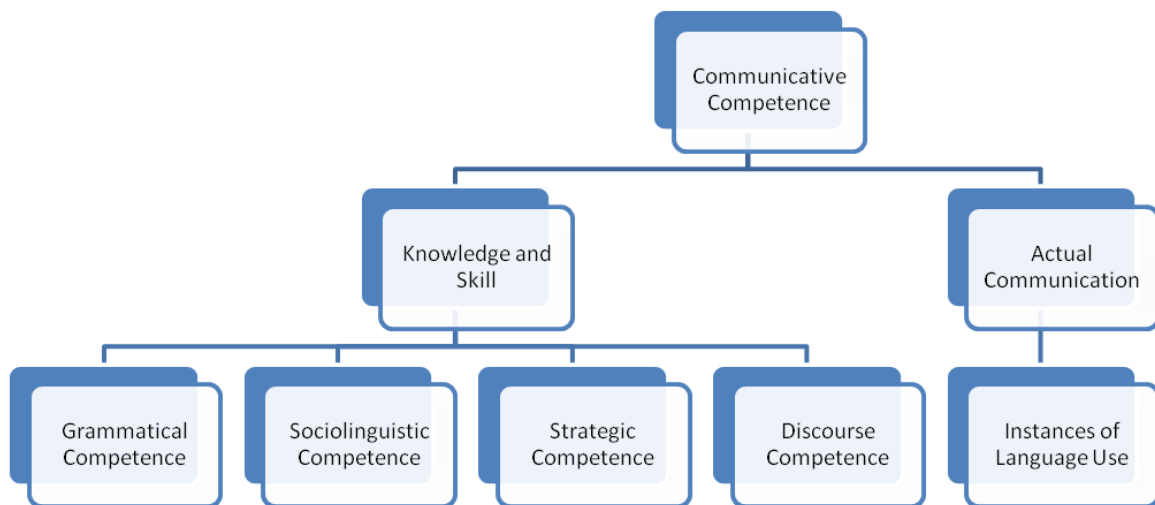 Communicative
Competence
Knowledge and
Skill
Actual
Communication
Grammatical
Competence
Sociolinguistic
Competence
Strategic
Competence
Discourse
Competence
Instances of
Language Use